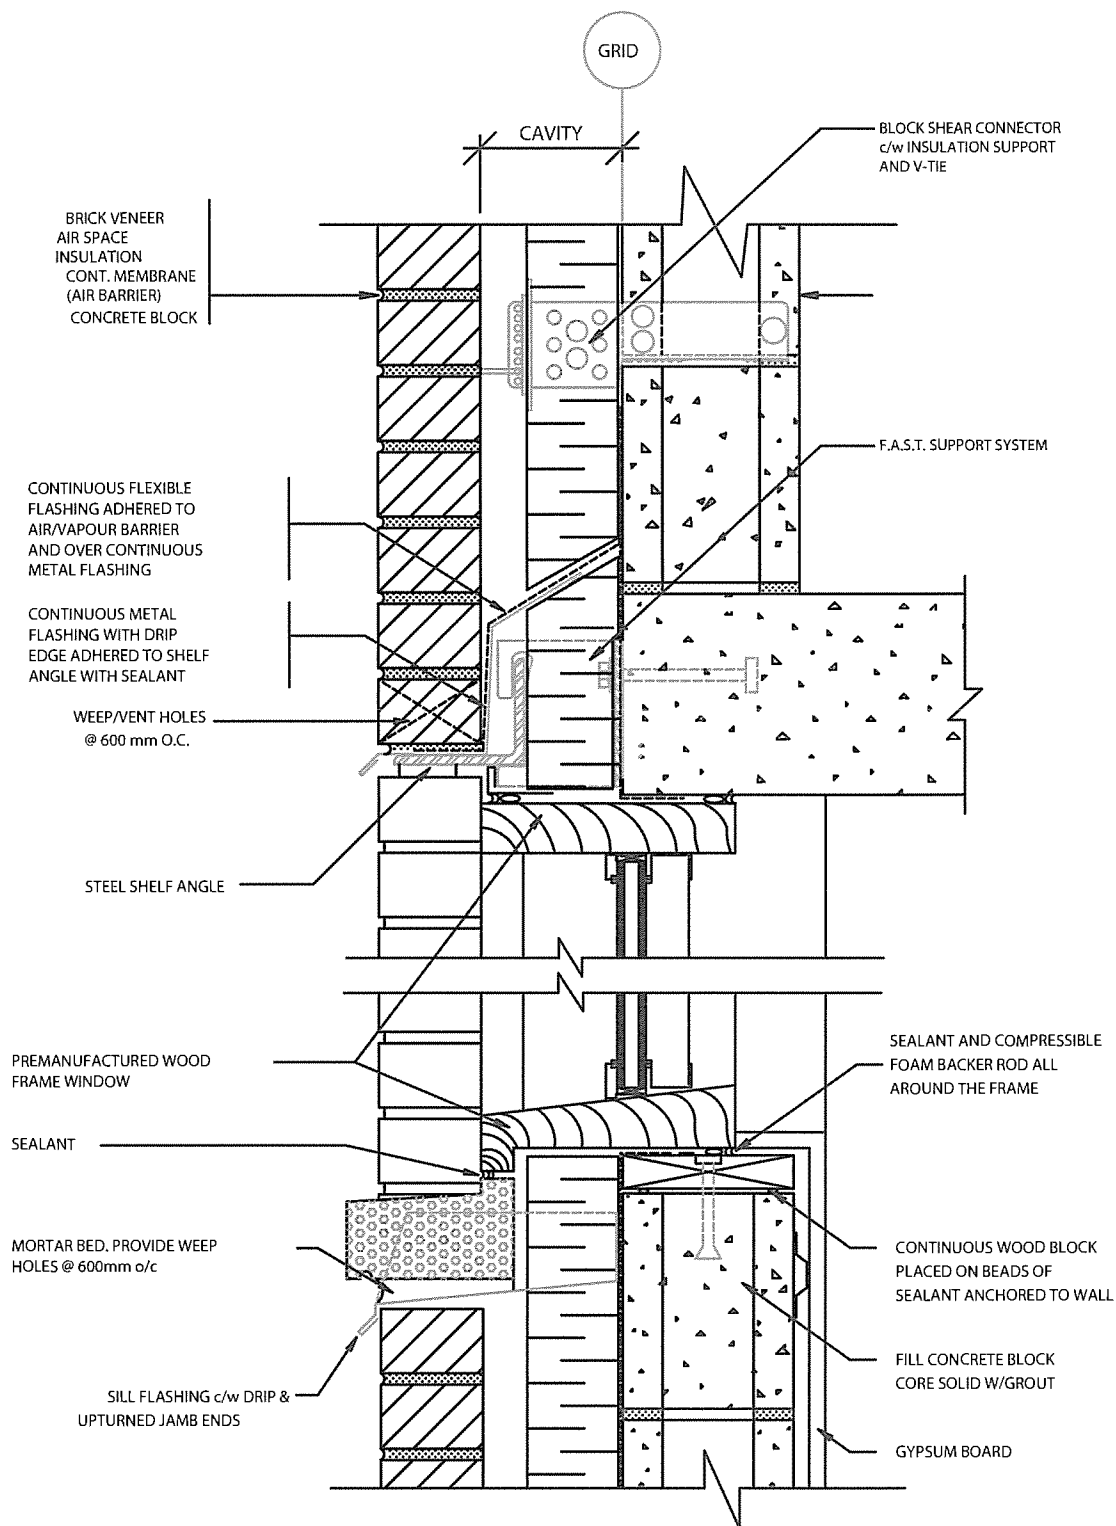 GRID
CAVITY
BLOCK SHEAR CONNECTOR
c/w INSULATION SUPPORT
AND V-TIE
BRICK VENEER
AIR SPACE
INSULATION
CONT. MEMBRANE
(AIR BARRIER)
CONCRETE BLOCK
F.A.S.T. SUPPORT SYSTEM
CONTINUOUS FLEXIBLE
FLASHING ADHERED TO
AIR/VAPOUR BARRIER
AND OVER CONTINUOUS
METAL FLASHING
CONTINUOUS METAL
FLASHING WITH DRIP
EDGE ADHERED TO SHELF
ANGLE WITH SEALANT
WEEP/VENT HOLES
@ 600 mm O.C.
STEEL SHELF ANGLE
PREMANUFACTURED WOOD
FRAME WINDOW
SEALANT AND COMPRESSIBLE
FOAM BACKER ROD ALL
AROUND THE FRAME
SEALANT
MORTAR BED. PROVIDE WEEP
HOLES @ 600mm o/c
CONTINUOUS WOOD BLOCK
PLACED ON BEADS OF
SEALANT ANCHORED TO WALL
FILL CONCRETE BLOCK
CORE SOLID W/GROUT
SILL FLASHING c/w DRIP &
UPTURNED JAMB ENDS
GYPSUM BOARD